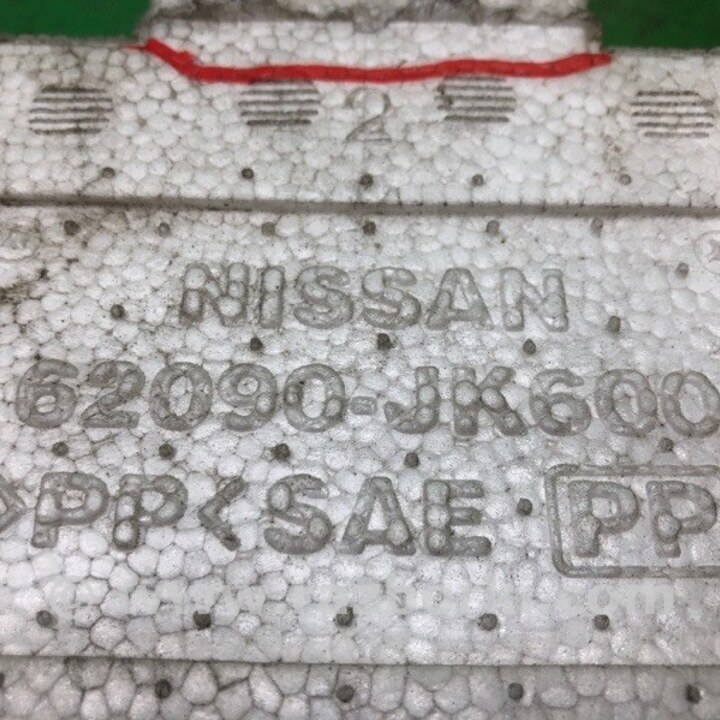 2
NISSAN
62090-JK600
>PP< SAE PP